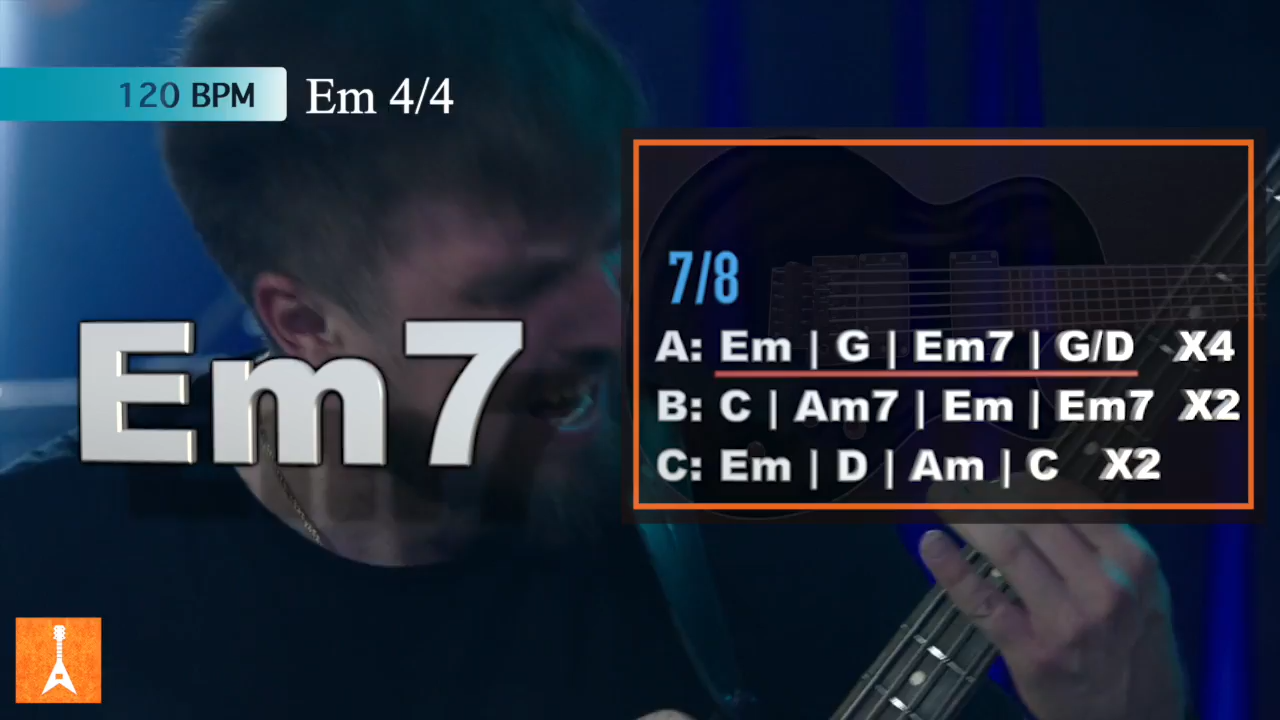 120 BPM Em 4/4
Em7
7/8
A: Em | G | Em7 | G/D X4
B: C | Am7 | Em | Em7 X2
C: Em | D | Am | C X2